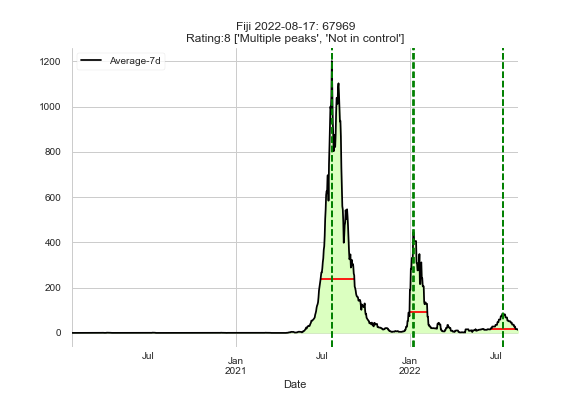 Fiji 2022-08-17: 67969
Rating:8 ['Multiple peaks', 'Not in control']
Average-7d
1200
1000
800
600
400
200
0
Jul
Jan
2021
Jul
Jan
2022
Jul
Date